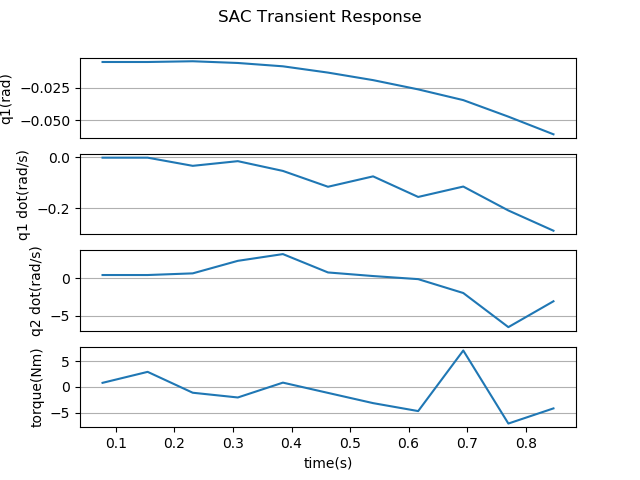 SAC Transient Response
q1(rad)
−0.025
−0.050
q1 dot(rad/s)
0.0
−0.2
q2 dot(rad/s)
0
−5
torque(Nm)
5
0
−5
0.1 0.2 0.3 0.4 0.5 0.6 0.7 0.8
time(s)